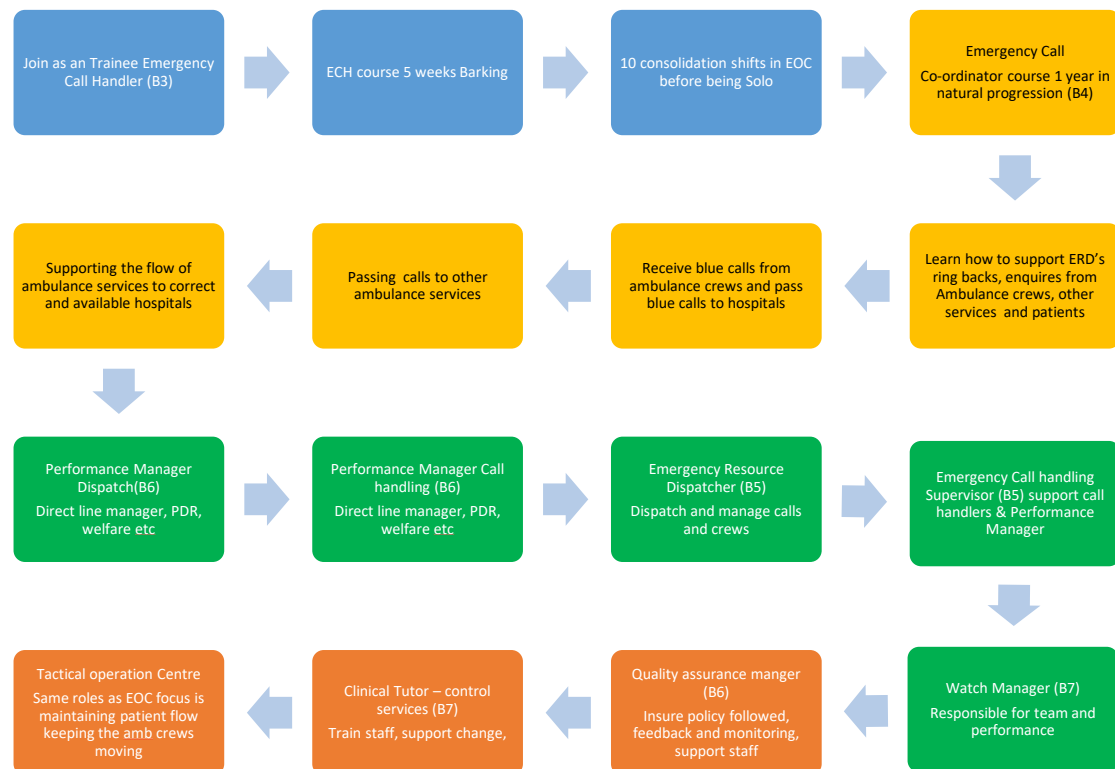 Join as an Trainee Emergency
Call Handler (B3)
ECH course 5 weeks Barking
10 consolidation shifts in EOC
before being Solo
Emergency Call
Co-ordinator course 1 year in
natural progression (B4)
Supporting the flow of
ambulance services to correct
and available hospitals
Passing calls to other
ambulance services
Receive blue calls from
ambulance crews and pass
blue calls to hospitals
Learn how to support ERD’s
ring backs, enquires from
Ambulance crews, other
services and patients
Performance Manager
Dispatch(B6)
Direct line manager, PDR,
welfare etc
Performance Manager Call
handling (B6)
Direct line manager, PDR,
welfare etc
Emergency Resource
Dispatcher (B5)
Dispatch and manage calls
and crews
Emergency Call handling
Supervisor (B5) support call
handlers & Performance
Manager
Tactical operation Centre
Same roles as EOC focus is
maintaining patient flow
keeping the amb crews
moving
Clinical Tutor – control
services (B7)
Train staff, support change,
Quality assurance manger
(B6)
Insure policy followed,
feedback and monitoring,
support staff
Watch Manager (B7)
Responsible for team and
performance